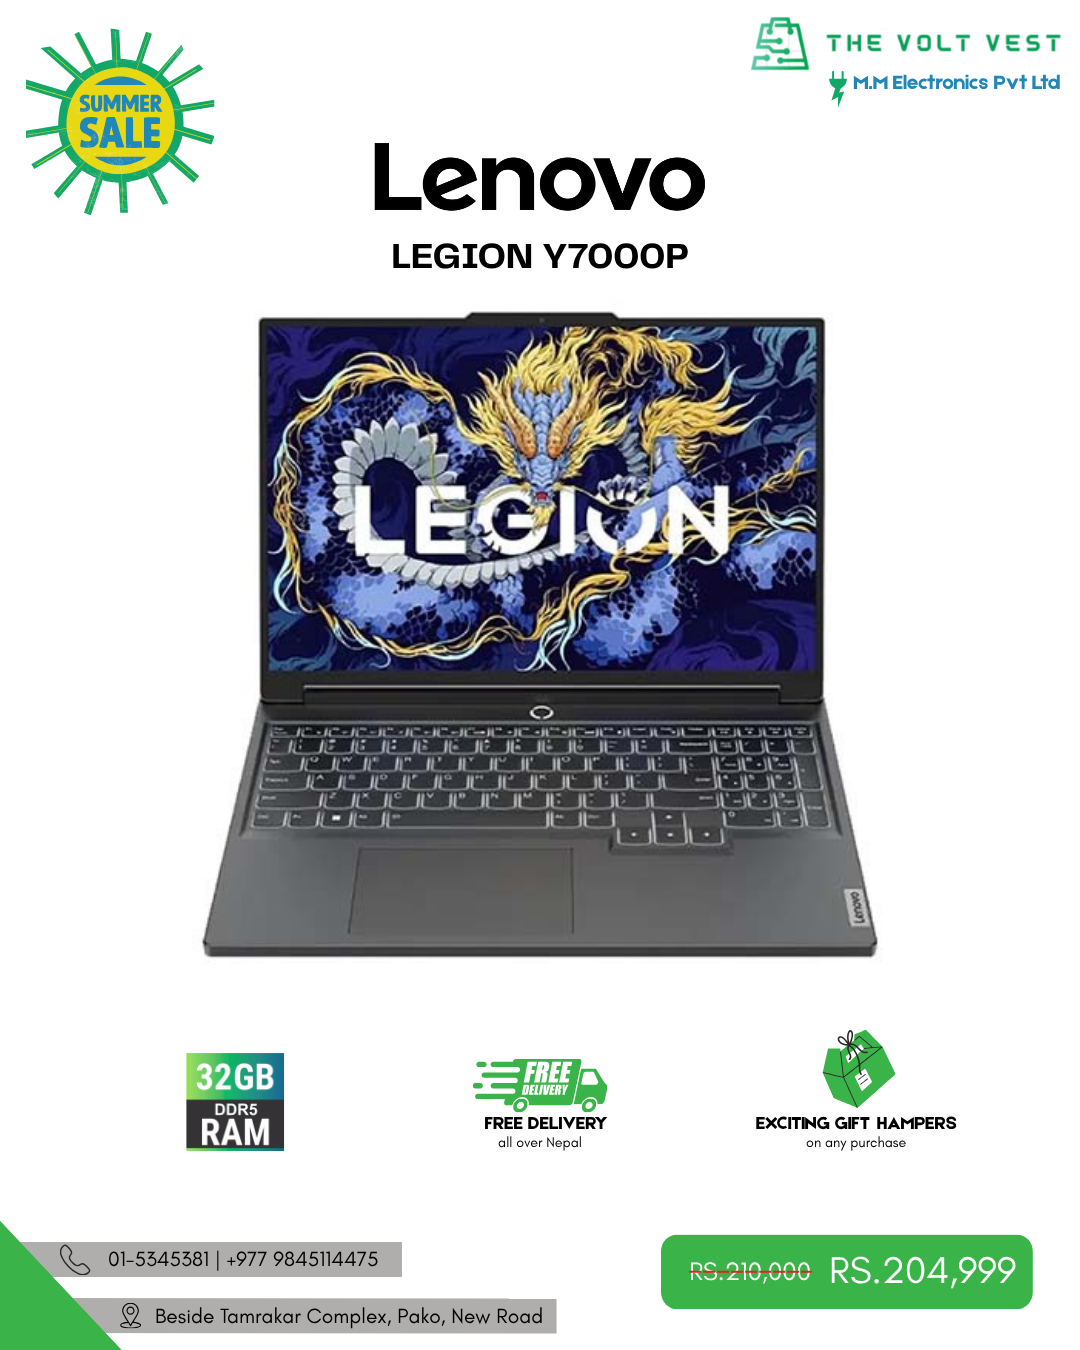 SUMMER
SALE
THE VOLT VEST
M.M Electronics Pvt Ltd
Lenovo
LEGION Y7000P
LEGION
Lenovo
32GB
DDR5
RAM
FREE
DELIVERY
FREE DELIVERY
all over Nepal
EXCITING GIFT HAMPERS
on any purchase
01-5345381 | +977 9845114475
Beside Tamrakar Complex, Pako, New Road
RS.210,000 RS.204,999